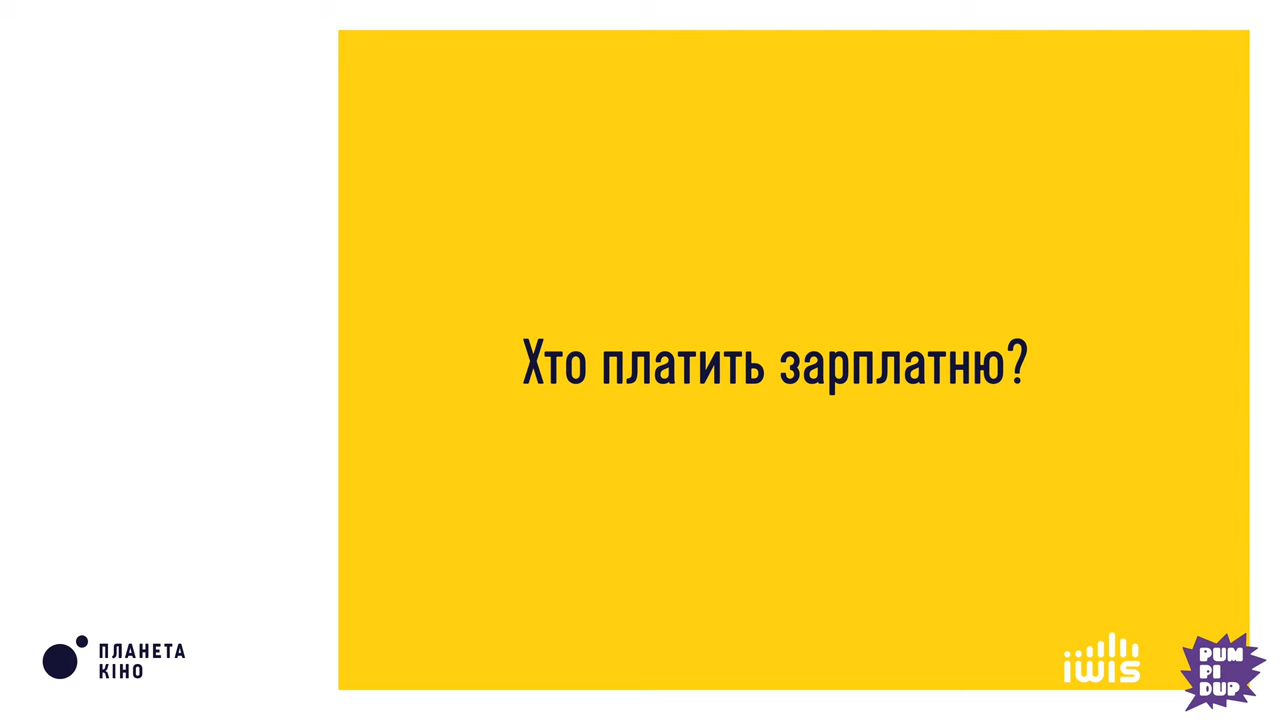 Хто платить зарплатню?
ПЛАНЕТА
КІНО
iwis
PUM
PI
DUP